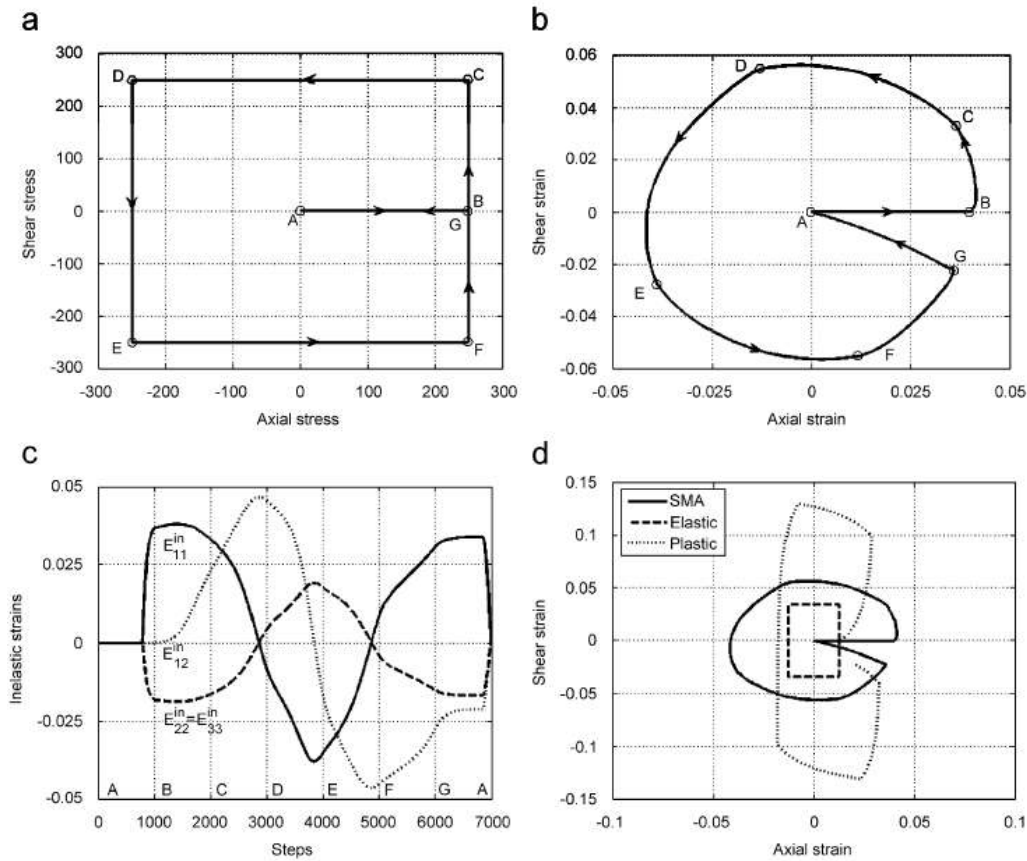 a
300
200
100
0
-100
-200
-300
-300 -200 -100 0 100 200 300
Shear stress
Axial stress
D
C
A
B
G
E
F
b
0.06
0.04
0.02
0
-0.02
-0.04
-0.06
-0.05 -0.025 0 0.025 0.05
Shear strain
Axial strain
D
C
B
A
G
E
F
c
0.05
0.025
0
-0.025
-0.05
0 1000 2000 3000 4000 5000 6000 7000
Inelastic strains
Steps
E11in
E12in
E22in=E33in
A B C D E F G A
d
0.15
0.1
0.05
0
-0.05
-0.1
-0.15
-0.1 -0.05 0 0.05 0.1
Shear strain
Axial strain
SMA
Elastic
Plastic